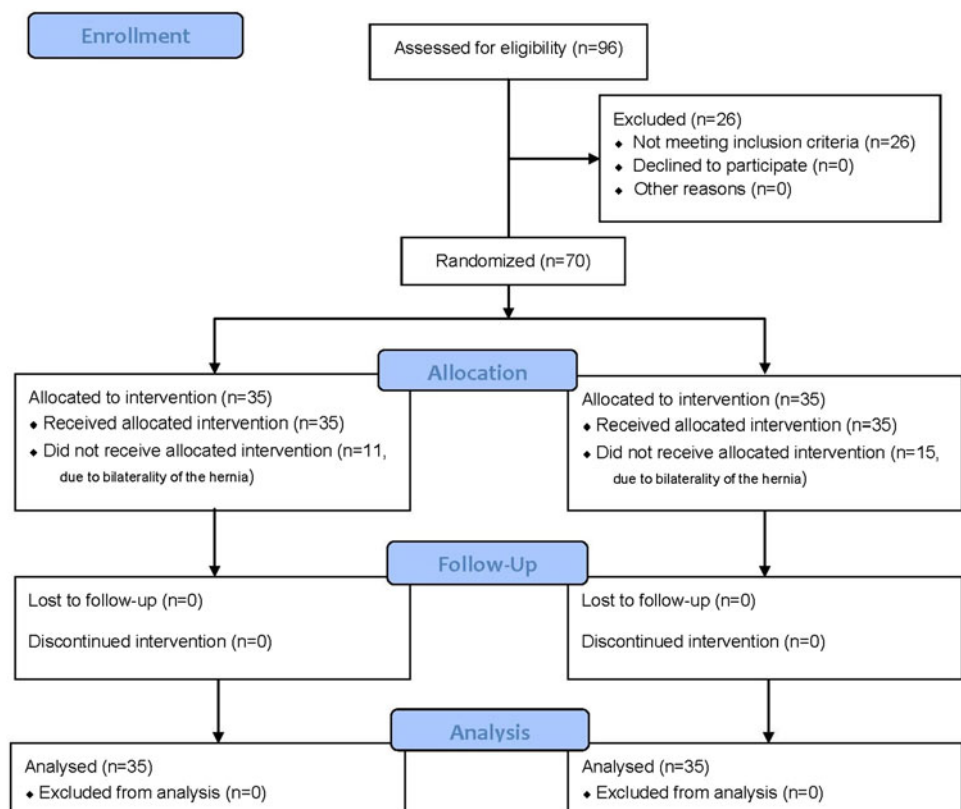 Enrollment
Assessed for eligibility (n=96)
Excluded (n=26)
◆ Not meeting inclusion criteria (n=26)
◆ Declined to participate (n=0)
◆ Other reasons (n=0)
Randomized (n=70)
Allocation
Allocated to intervention (n=35)
◆ Received allocated intervention (n=35)
◆ Did not receive allocated intervention (n=11,
due to bilaterality of the hernia)
Allocated to intervention (n=35)
◆ Received allocated intervention (n=35)
◆ Did not receive allocated intervention (n=15,
due to bilaterality of the hernia)
Follow-Up
Lost to follow-up (n=0)
Discontinued intervention (n=0)
Lost to follow-up (n=0)
Discontinued intervention (n=0)
Analysis
Analysed (n=35)
◆ Excluded from analysis (n=0)
Analysed (n=35)
◆ Excluded from analysis (n=0)